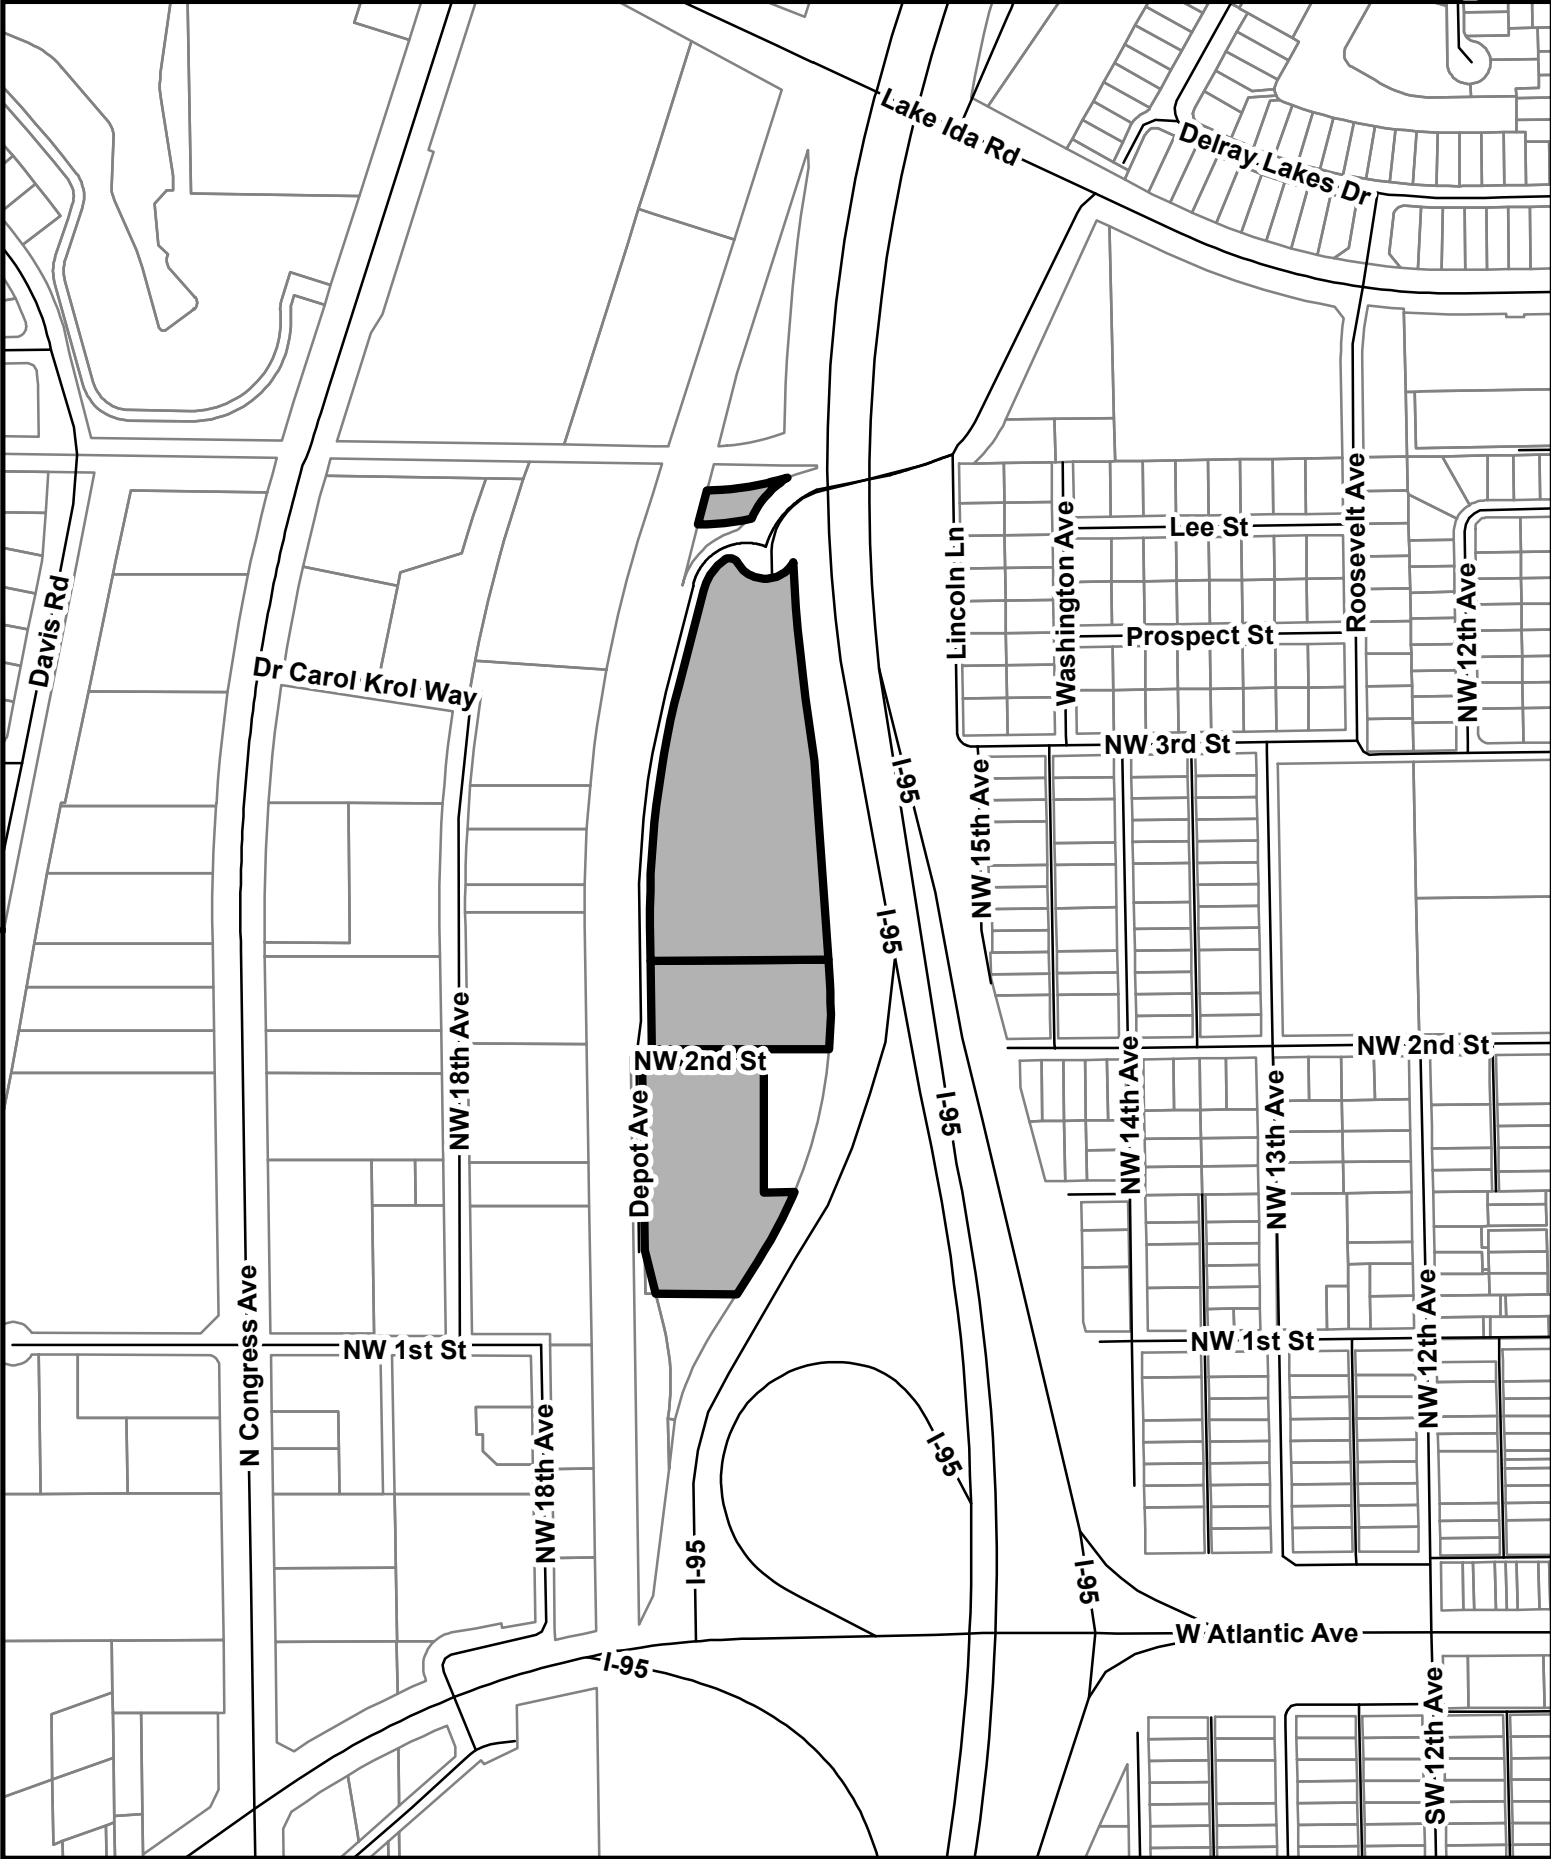 Lake Ida Rd
Delray Lakes Dr
Lee St
Roosevelt Ave
Washington Ave
Lincoln Ln
NW 12th Ave
Davis Rd
Prospect St
Dr Carol Krol Way
NW 3rd St
I-95
NW 15th Ave
I-95
NW 18th Ave
NW 2nd St
NW 2nd St
Depot Ave
I-95
NW 14th Ave
NW 13th Ave
N Congress Ave
NW 1st St
NW 1st St
NW 12th Ave
NW 18th Ave
I-95
I-95
I-95
W Atlantic Ave
I-95
SW 12th Ave